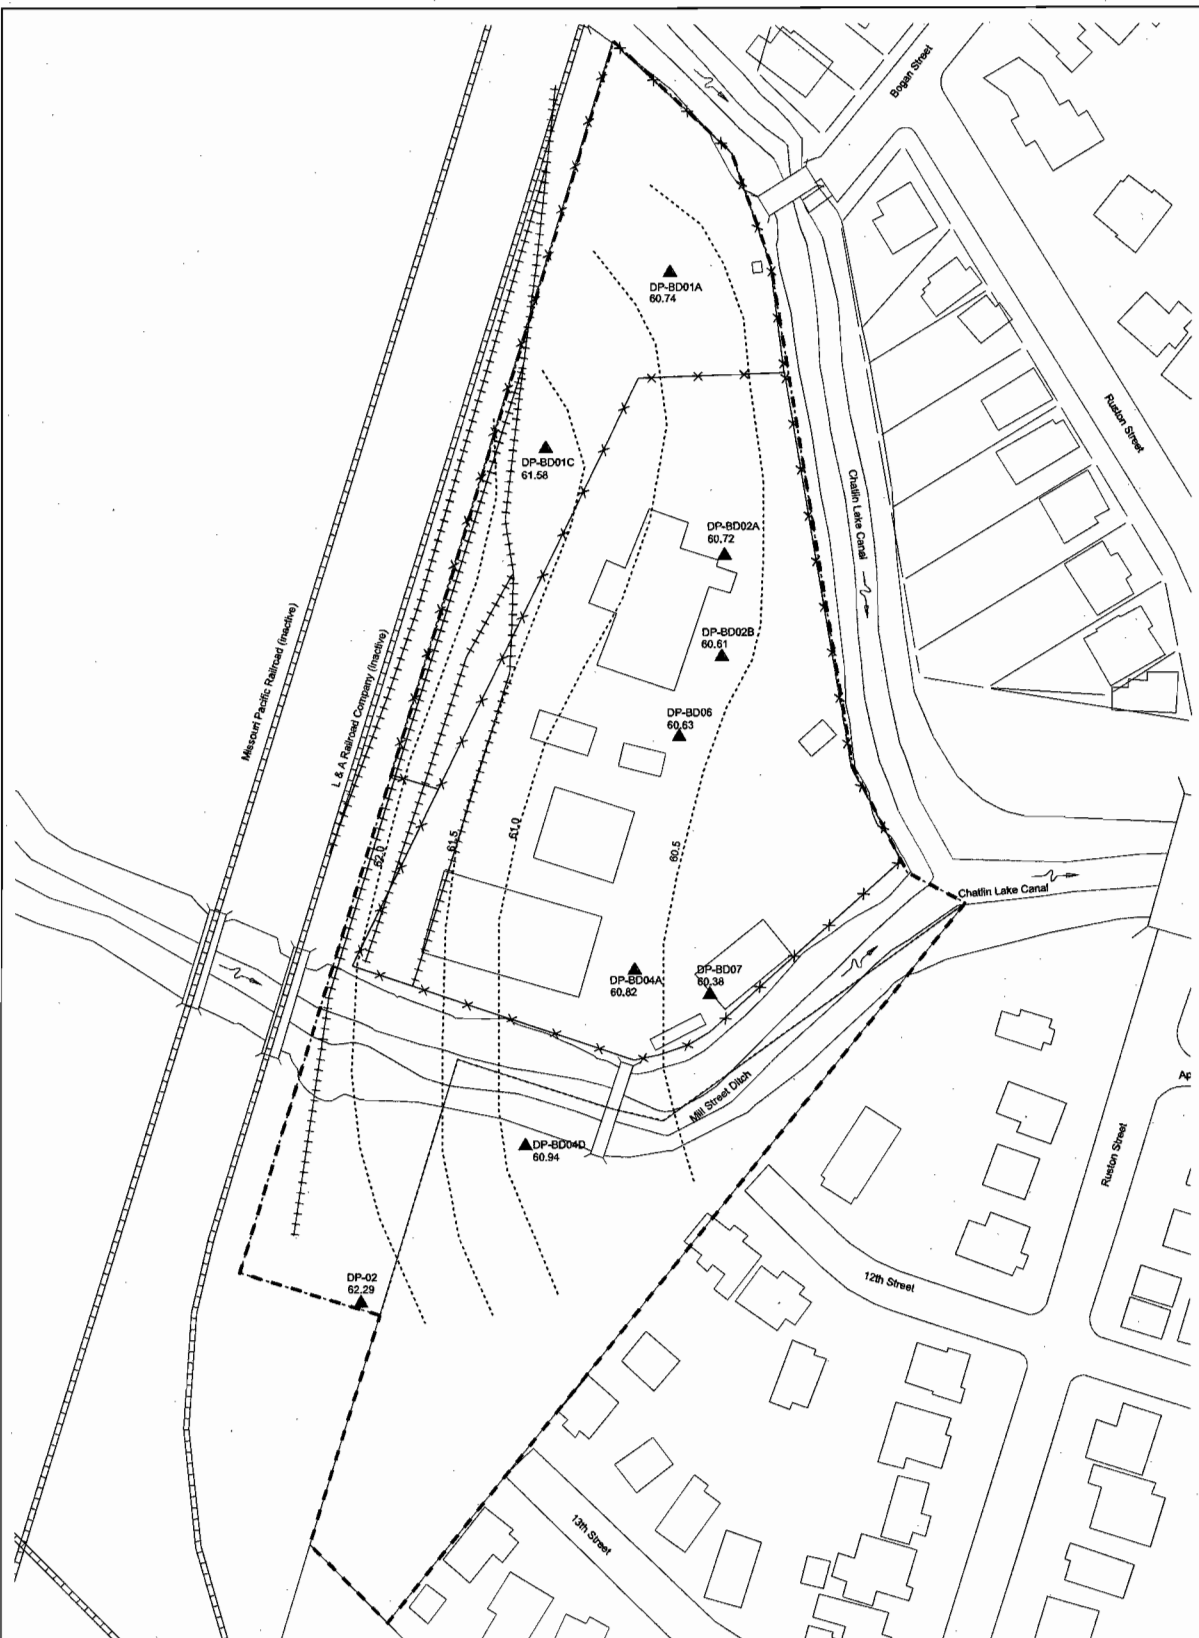 Bogan Street
DP-BD01A
60.74
Ruston Street
DP-BD01C
61.58
Chatlin Lake Canal
DP-BD02A
60.72
DP-BD02B
60.61
Missouri Pacific Railroad (inactive)
L & A Railroad Company (inactive)
DP-BD06
60.63
62.0
61.5
61.0
60.5
Chatlin Lake Canal
DP-BD04A
60.82
DP-BD07
60.38
Mill Street Ditch
Ap
DP-BD04D
60.94
Ruston Street
DP-02
62.29
12th Street
13th Street